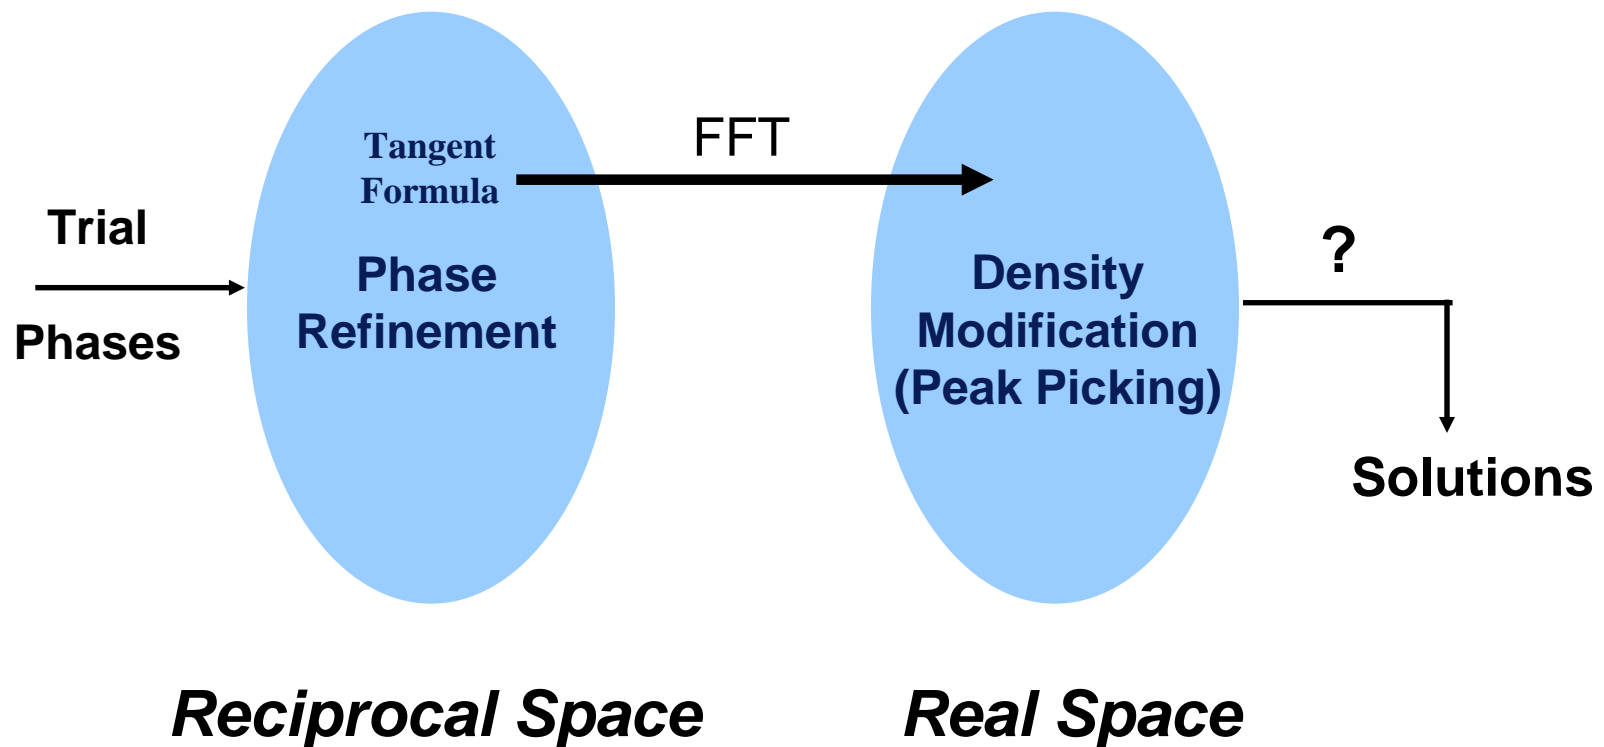 Trial
Phases
Tangent
Formula
Phase
Refinement
FFT
Density
Modification
(Peak Picking)
?
Solutions
Reciprocal Space
Real Space